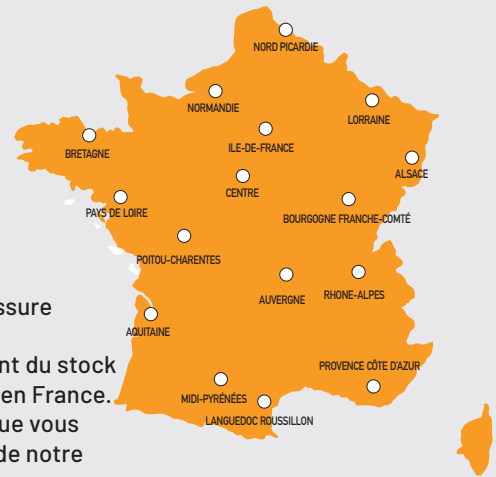 NORD PICARDIE
NORMANDIE
LORRAINE
ILE-DE-FRANCE
BRETAGNE
ALSACE
CENTRE
PAYS DE LOIRE
BOURGOGNE FRANCHE-COMTÉ
POITOU-CHARENTES
AUVERGNE
RHONE-ALPES
AQUITAINE
PROVENCE CÔTE D'AZUR
MIDI-PYRÉNÉES
LANGUEDOC ROUSSILLON
ssure
nt du stock
en France.
ue vous
de notre